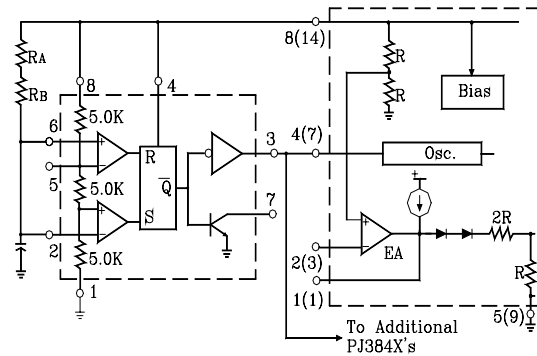 8(14)
RA
R
8
4
RB
R
Bias
5.0K
6
3
4(7)
R
Osc.
5
5.0K
Q
7
+
S
2R
EA
2
5.0K
2(3)
R
1
1(1)
5(9)
To Additional
PJ384X's